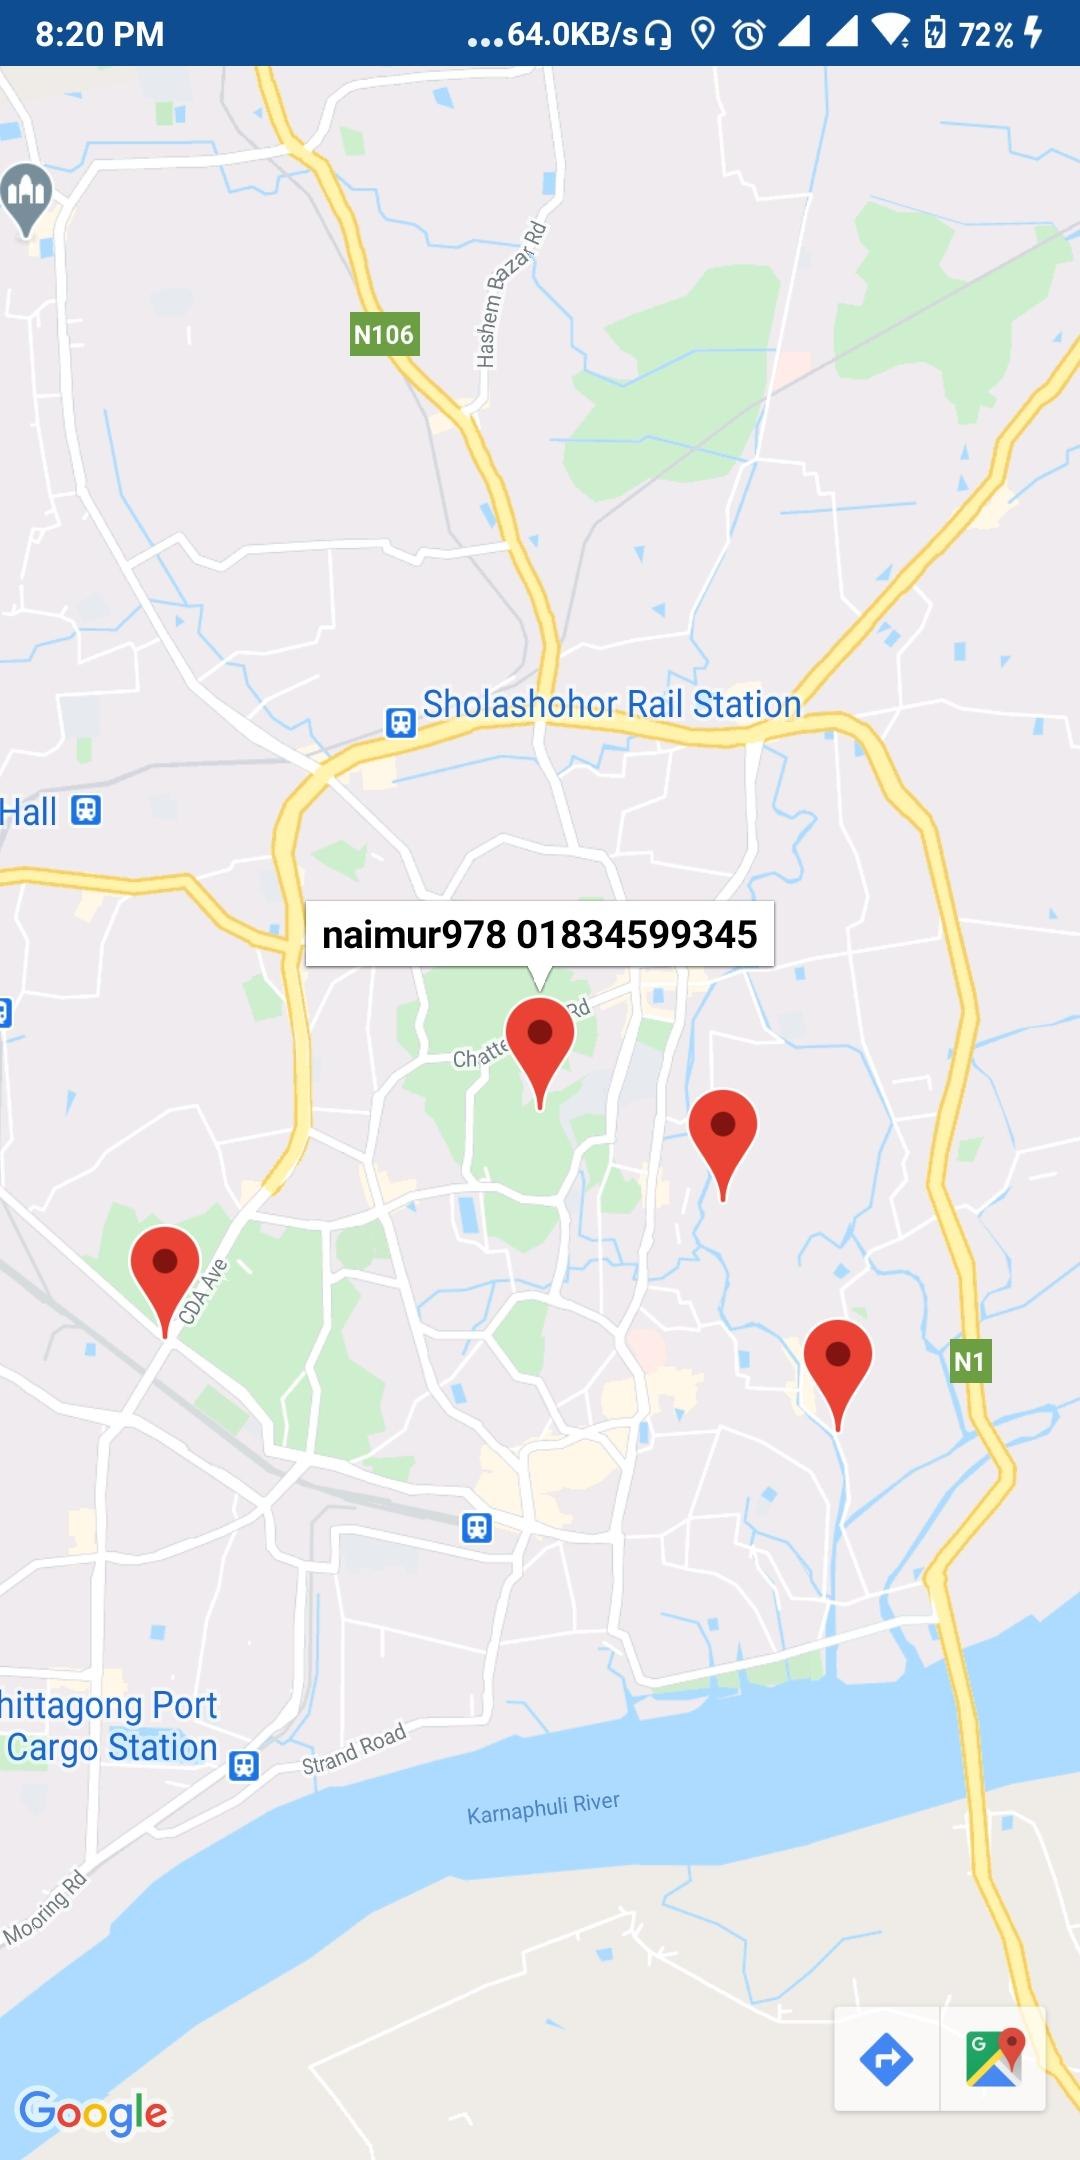 8:20 PM
...64.0KB/s
72%
Hashem Bazar Rd
N106
Sholashohor Rail Station
Hall
naimur978 01834599345
Rd
Chatte
CDA Ave
N1
hittagong Port
Cargo Station
Strand Road
Karnaphuli River
Mooring Rd
G
Google